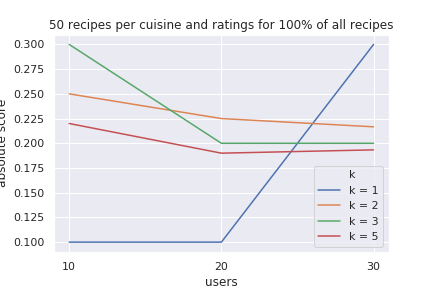 50 recipes per cuisine and ratings for 100% of all recipes
absolute score
0.300
0.275
0.250
0.225
0.200
0.175
0.150
0.125
0.100
k
k = 1
k = 2
k = 3
k = 5
10
20
30
users